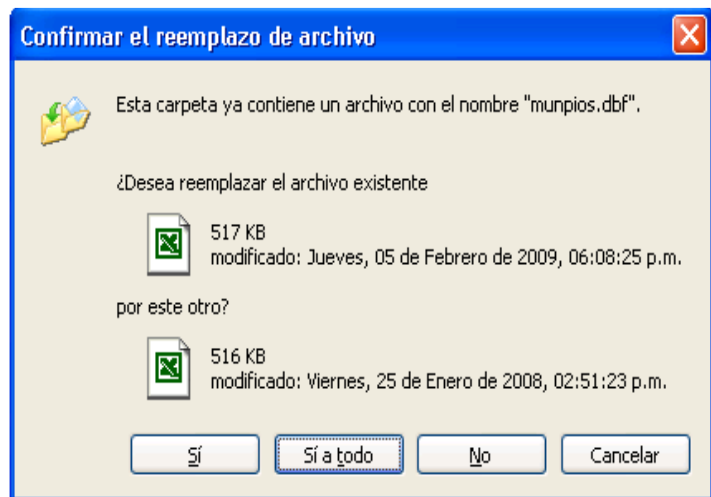 Confirmar el reemplazo de archivo
Esta carpeta ya contiene un archivo con el nombre "munpios.dbf".
¿Desea reemplazar el archivo existente
517 KB
modificado: Jueves, 05 de Febrero de 2009, 06:08:25 p.m.
por este otro?
516 KB
modificado: Viernes, 25 de Enero de 2008, 02:51:23 p.m.
Sí Sí a todo No Cancelar